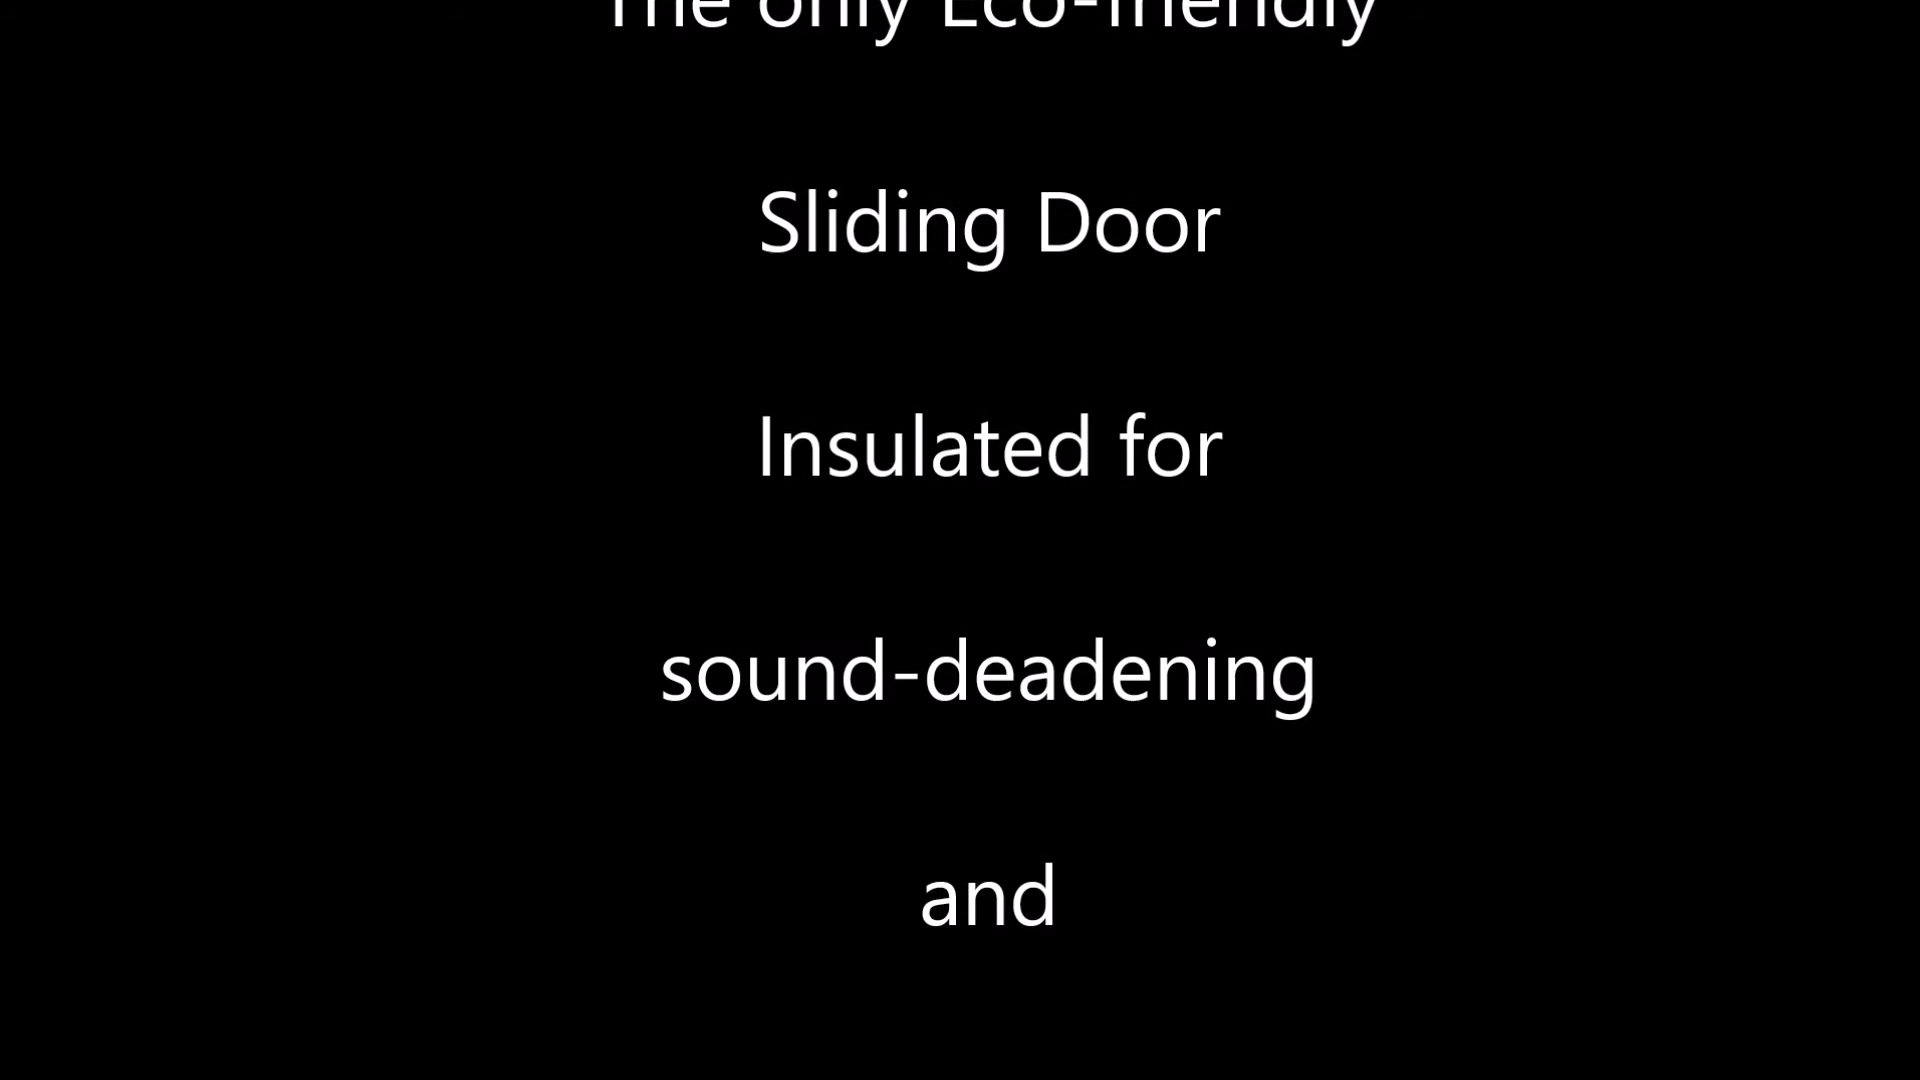 The only Eco-friendly
Sliding Door
Insulated for
sound-deadening
and